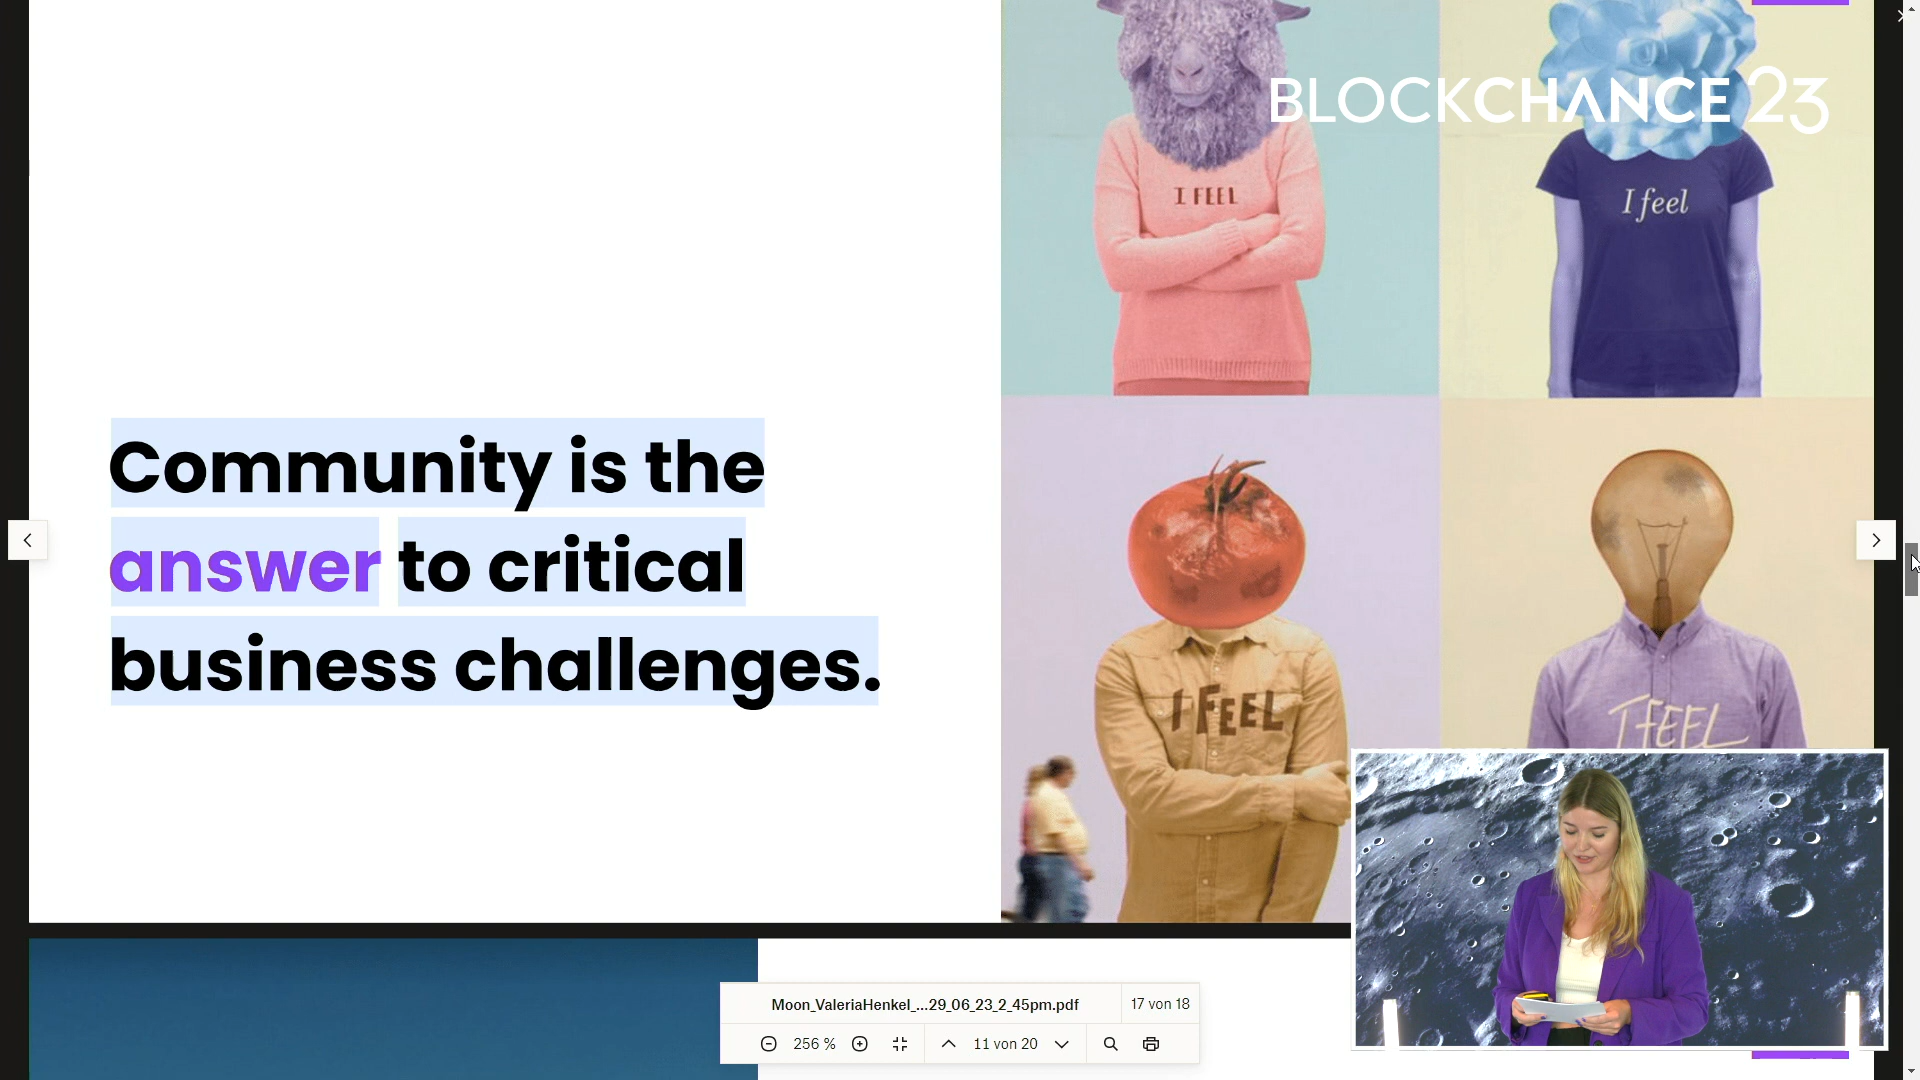 BLOCKCHANCE 23
I FEEL
I feel
Community is the
answer to critical
business challenges.
I FEEL
I FEEL
Moon_ValeriaHenkel_...29_06_23_2_45pm.pdf
17 von 18
256 %
11 von 20